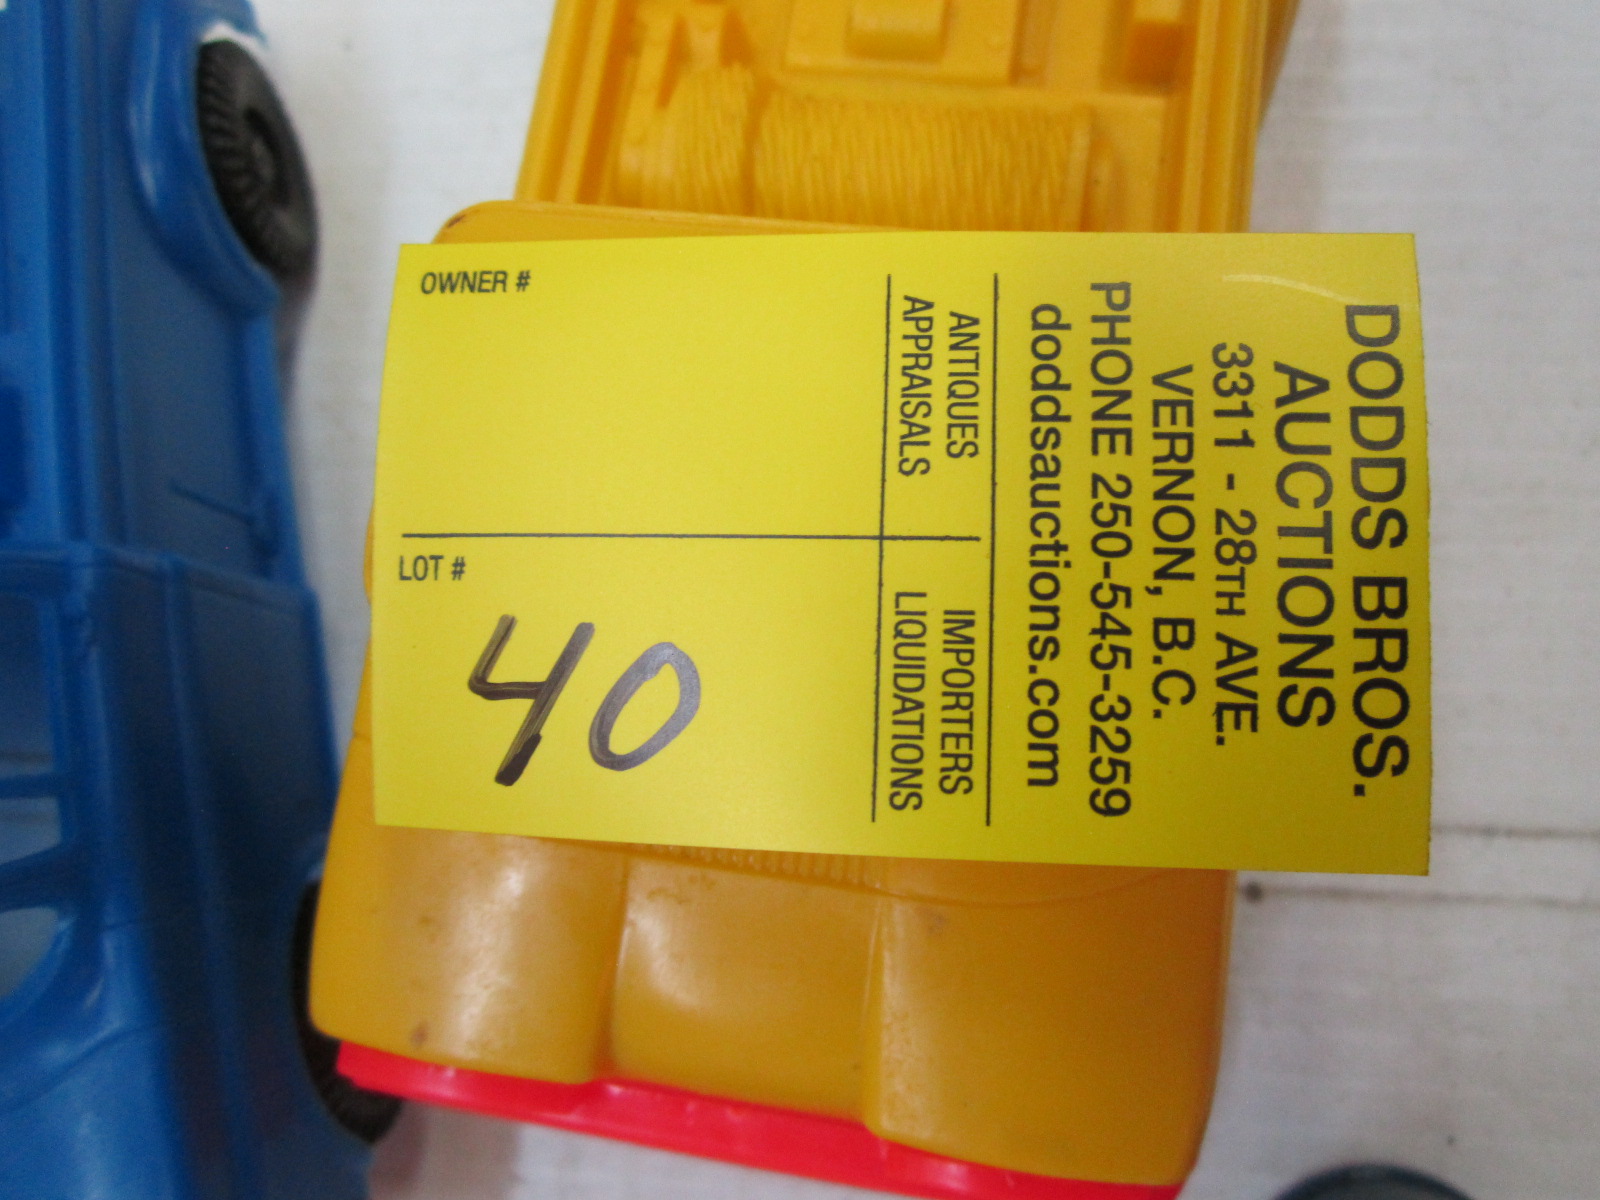 DODDS BROS.
AUCTIONS
3311 - 28TH AVE.
VERNON, B.C.
PHONE 250-545-3259
doddsauctions.com
ANTIQUES
APPRAISALS
IMPORTERS
LIQUIDATIONS
OWNER #
LOT #
40